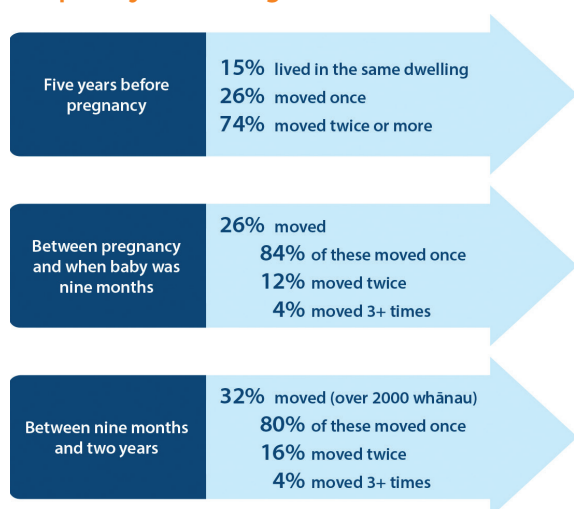 Five years before
pregnancy
15% lived in the same dwelling
26% moved once
74% moved twice or more
Between pregnancy
and when baby was
nine months
26% moved
84% of these moved once
12% moved twice
4% moved 3+ times
Between nine months
and two years
32% moved (over 2000 whānau)
80% of these moved once
16% moved twice
4% moved 3+ times